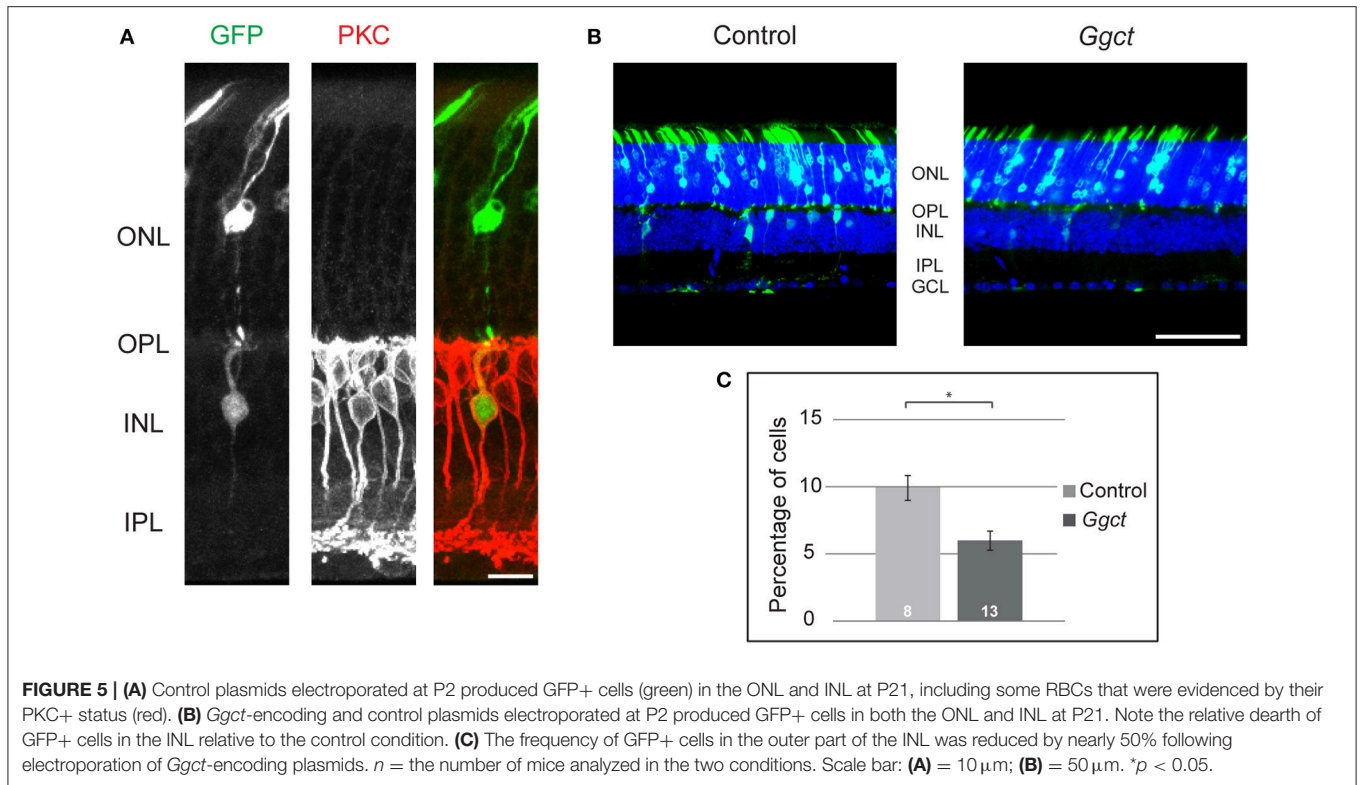 A
GFP
PKC
ONL
OPL
INL
IPL
B
Control
Ggct
ONL
OPL
INL
IPL
GCL
C
Percentage of cells
15
10
5
0
*
8
13
Control
Ggct
FIGURE 5 | (A) Control plasmids electroporated at P2 produced GFP+ cells (green) in the ONL and INL at P21, including some RBCs that were evidenced by their
PKC+ status (red). (B) Ggct-encoding and control plasmids electroporated at P2 produced GFP+ cells in both the ONL and INL at P21. Note the relative dearth of
GFP+ cells in the INL relative to the control condition. (C) The frequency of GFP+ cells in the outer part of the INL was reduced by nearly 50% following
electroporation of Ggct-encoding plasmids. n = the number of mice analyzed in the two conditions. Scale bar: (A) = 10 μm; (B) = 50 μm. *p < 0.05.